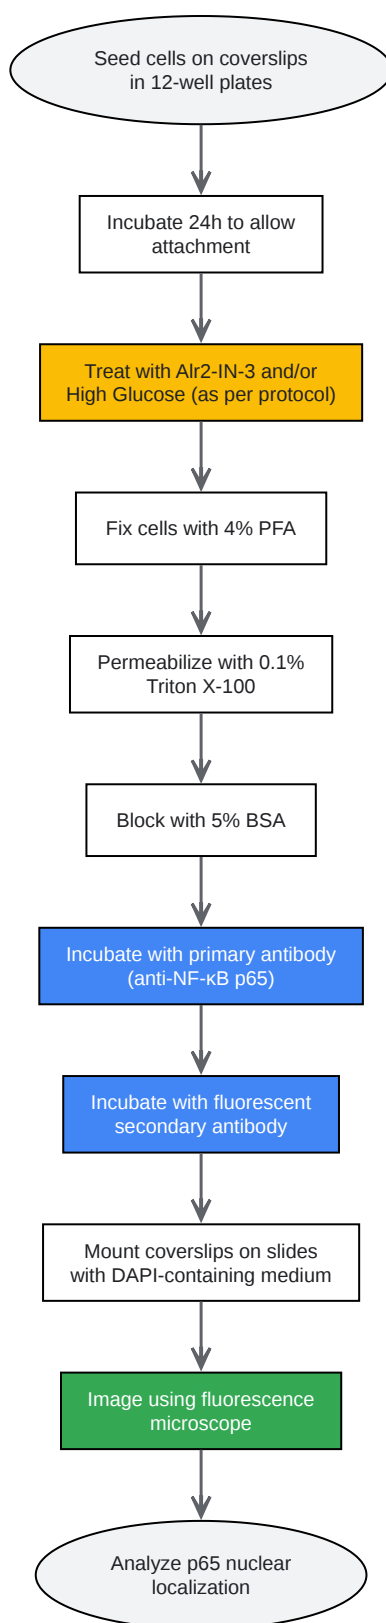 Seed cells on coverslips
in 12-well plates
Incubate 24h to allow
attachment
Treat with Alr2-IN-3 and/or
High Glucose (as per protocol)
Fix cells with 4% PFA
Permeabilize with 0.1%
Triton X-100
Block with 5% BSA
Incubate with primary antibody
(anti-NF-κB p65)
Incubate with fluorescent
secondary antibody
Mount coverslips on slides
with DAPI-containing medium
Image using fluorescence
microscope
Analyze p65 nuclear
localization